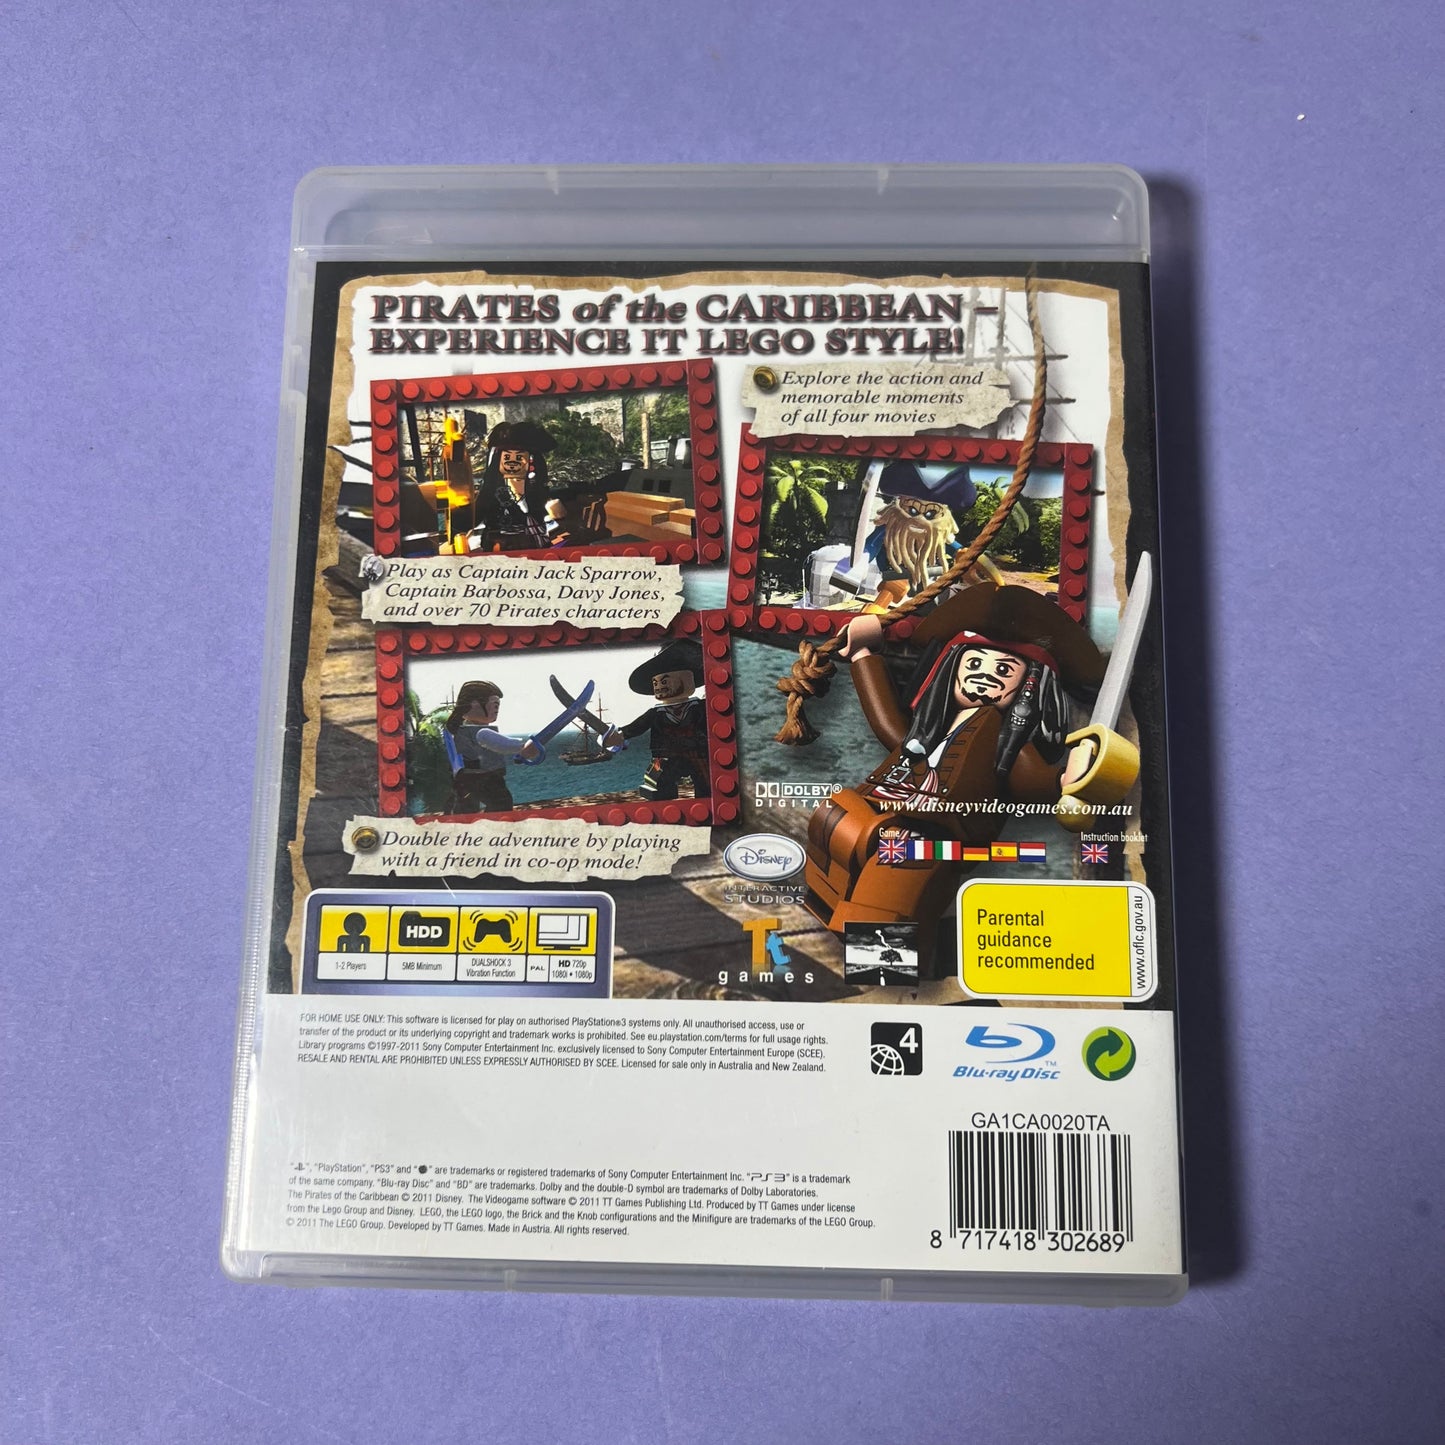 PIRATES of the CARIBBEAN –
EXPERIENCE IT LEGO STYLE!
Explore the action and
memorable moments
of all four movies
Play as Captain Jack Sparrow,
Captain Barbossa, Davy Jones,
and over 70 Pirates characters
Double the adventure by playing
with a friend in co-op mode!
DOLBY®
DIGITAL
www.disneyvideogames.com.au
Game
Instruction booklet
Disney
INTERACTIVE
STUDIOS
Tt
games
Parental
guidance
recommended
www.oflc.gov.au
1-2 Players
HDD
5MB Minimum
DUALSHOCK 3
Vibration Function
PAL
HD 720p
1080i • 1080p
FOR HOME USE ONLY: This software is licensed for play on authorised PlayStation®3 systems only. All unauthorised access, use or
transfer of the product or its underlying copyright and trademark works is prohibited. See eu.playstation.com/terms for full usage rights.
Library programs ©1997-2011 Sony Computer Entertainment Inc. exclusively licensed to Sony Computer Entertainment Europe (SCEE).
RESALE AND RENTAL ARE PROHIBITED UNLESS EXPRESSLY AUTHORISED BY SCEE. Licensed for sale only in Australia and New Zealand.
4
Blu-ray Disc™
GA1CA0020TA
8 717418 302689
"", "PlayStation", "PS3" and "" are trademarks or registered trademarks of Sony Computer Entertainment Inc. "PS3" is a trademark
of the same company. "Blu-ray Disc" and "BD" are trademarks. Dolby and the double-D symbol are trademarks of Dolby Laboratories.
The Pirates of the Caribbean © 2011 Disney. The Videogame software © 2011 TT Games Publishing Ltd. Produced by TT Games under license
from the Lego Group and Disney. LEGO, the LEGO logo, the Brick and the Knob configurations and the Minifigure are trademarks of the LEGO Group.
© 2011 The LEGO Group. Developed by TT Games. Made in Austria. All rights reserved.